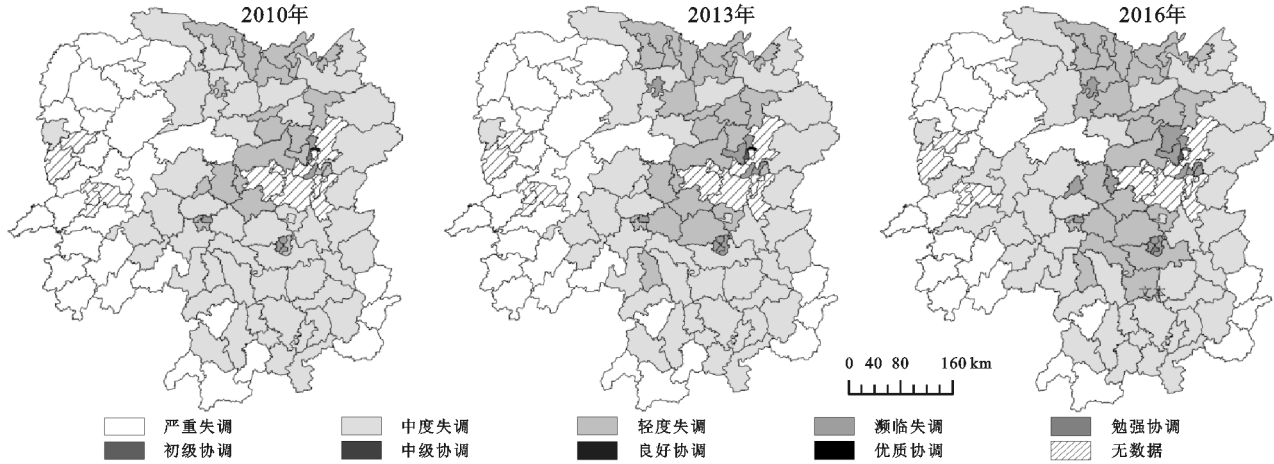 2010年 2013年 2016年
0 40 80 160 km
严重失调 中度失调 轻度失调 濒临失调 勉强协调
初级协调 中级协调 良好协调 优质协调 无数据